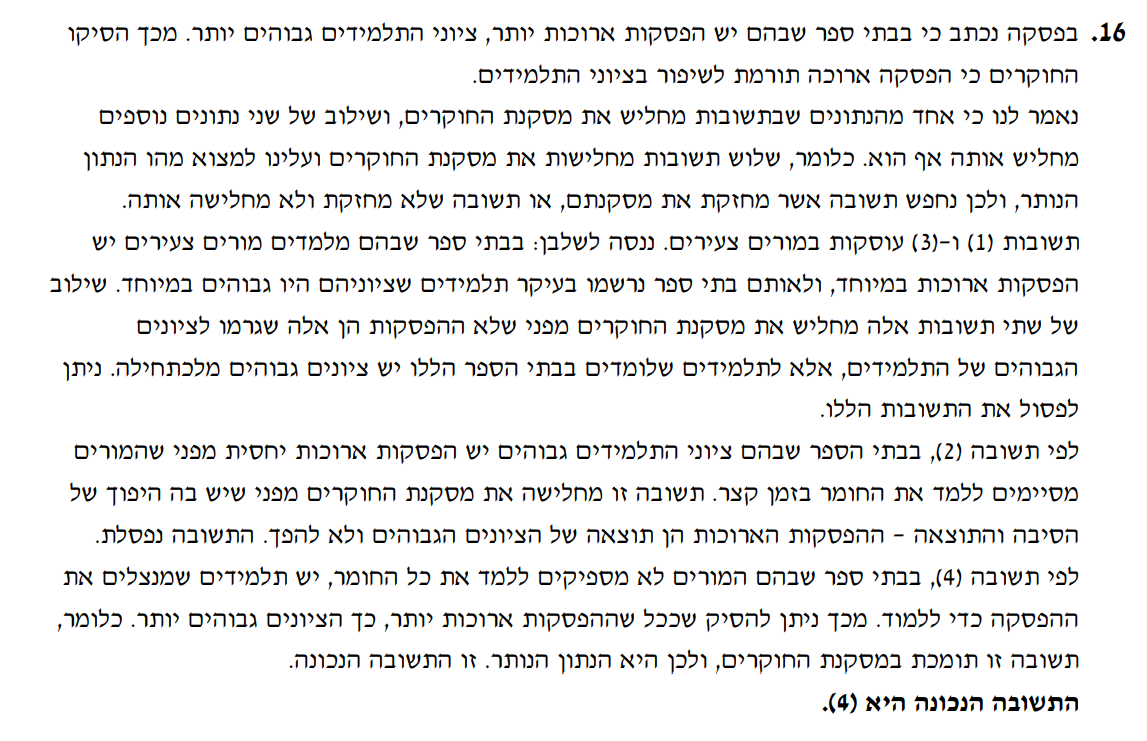 16. בפסקה נכתב כי בבתי ספר שבהם יש הפסקות ארוכות יותר, ציוני התלמידים גבוהים יותר. מכך הסיקו
החוקרים כי הפסקה ארוכה תורמת לשיפור בציוני התלמידים.
נאמר לנו כי אחד מהנתונים שבתשובות מחליש את מסקנת החוקרים, ושילוב של שני נתונים נוספים
מחליש אותה אף הוא. כלומר, שלוש תשובות מחלישות את מסקנת החוקרים ועלינו למצוא מהו הנתון
הנותר, ולכן נחפש תשובה אשר מחזקת את מסקנתם, או תשובה שלא מחזקת ולא מחלישה אותה.
תשובות (1) ו-(3) עוסקות במורים צעירים. ננסה לשלבן: בבתי ספר שבהם מלמדים מורים צעירים יש
הפסקות ארוכות במיוחד, ולאותם בתי ספר נרשמו בעיקר תלמידים שציוניהם היו גבוהים במיוחד. שילוב
של שתי תשובות אלה מחליש את מסקנת החוקרים מפני שלא ההפסקות הן אלה שגרמו לציונים
הגבוהים של התלמידים, אלא לתלמידים שלומדים בבתי הספר הללו יש ציונים גבוהים מלכתחילה. ניתן
לפסול את התשובות הללו.
לפי תשובה (2), בבתי הספר שבהם ציוני התלמידים גבוהים יש הפסקות ארוכות יחסית מפני שהמורים
מסיימים ללמד את החומר בזמן קצר. תשובה זו מחלישה את מסקנת החוקרים מפני שיש בה היפוך של
הסיבה והתוצאה – ההפסקות הארוכות הן תוצאה של הציונים הגבוהים ולא להפך. התשובה נפסלת.
לפי תשובה (4), בבתי ספר שבהם המורים לא מספיקים ללמד את כל החומר, יש תלמידים שמנצלים את
ההפסקה כדי ללמוד. מכך ניתן להסיק שככל שההפסקות ארוכות יותר, כך הציונים גבוהים יותר. כלומר,
תשובה זו תומכת במסקנת החוקרים, ולכן היא הנתון הנותר. זו התשובה הנכונה.
התשובה הנכונה היא (4).